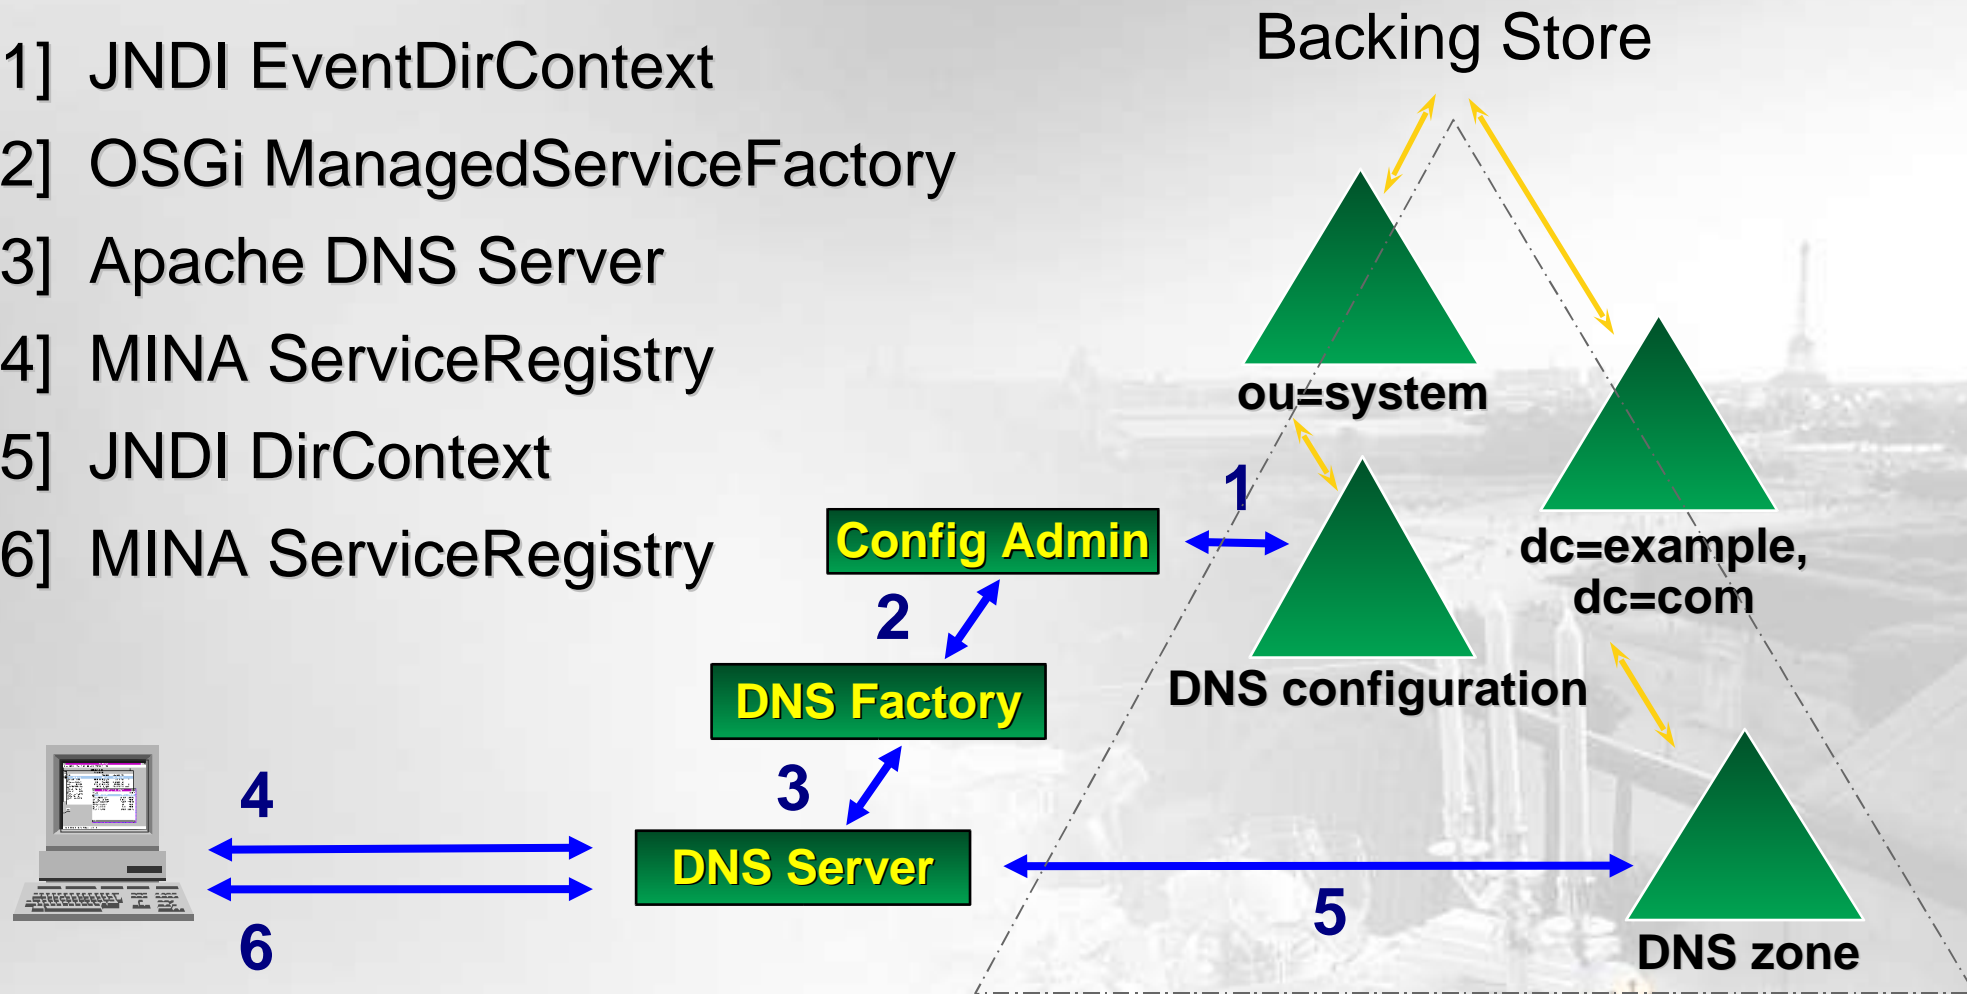 1] JNDI EventDirContext
2] OSGi ManagedServiceFactory
3] Apache DNS Server
4] MINA ServiceRegistry
5] JNDI DirContext
6] MINA ServiceRegistry
Backing Store
ou=system
1
Config Admin
dc=example,
dc=com
2
DNS Factory
DNS configuration
3
4
DNS Server
5
6
DNS zone